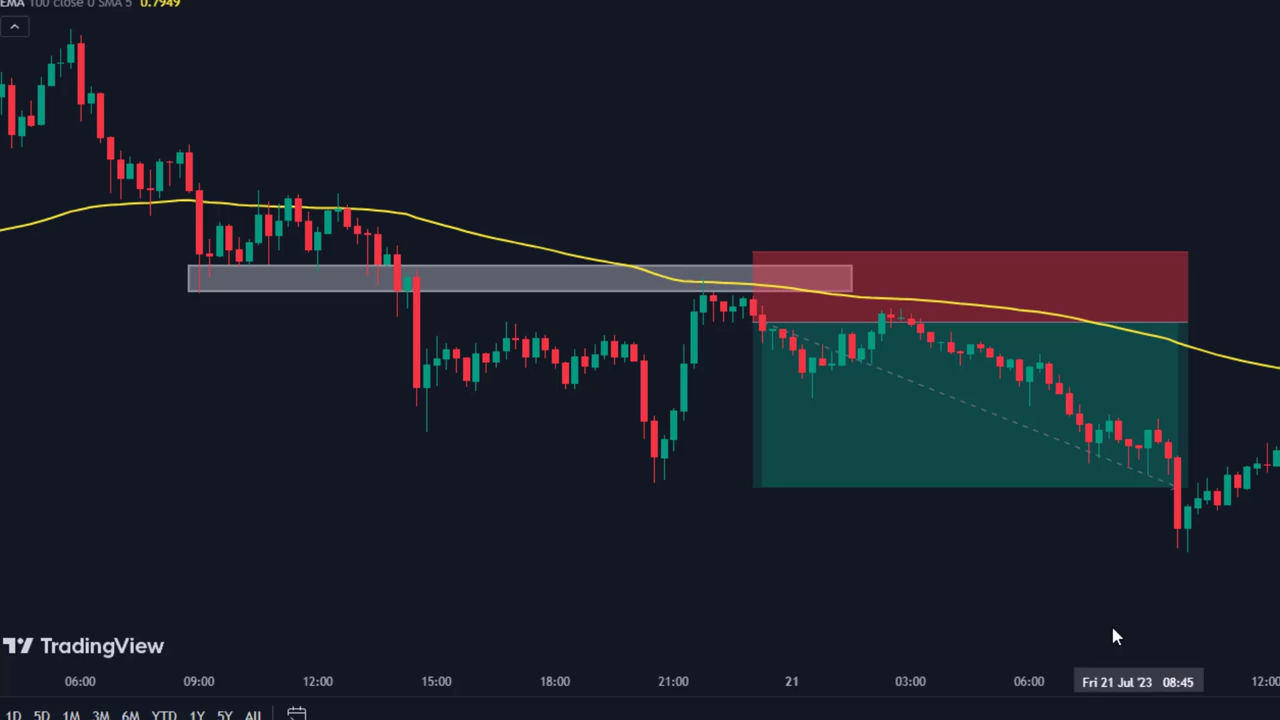 EMA 100 close 0 SMA 5 0.7949
TradingView
06:00 09:00 12:00 15:00 18:00 21:00 21 03:00 06:00 Fri 21 Jul '23 08:45 12:00
1D 5D 1M 3M 6M YTD 1Y 5Y All